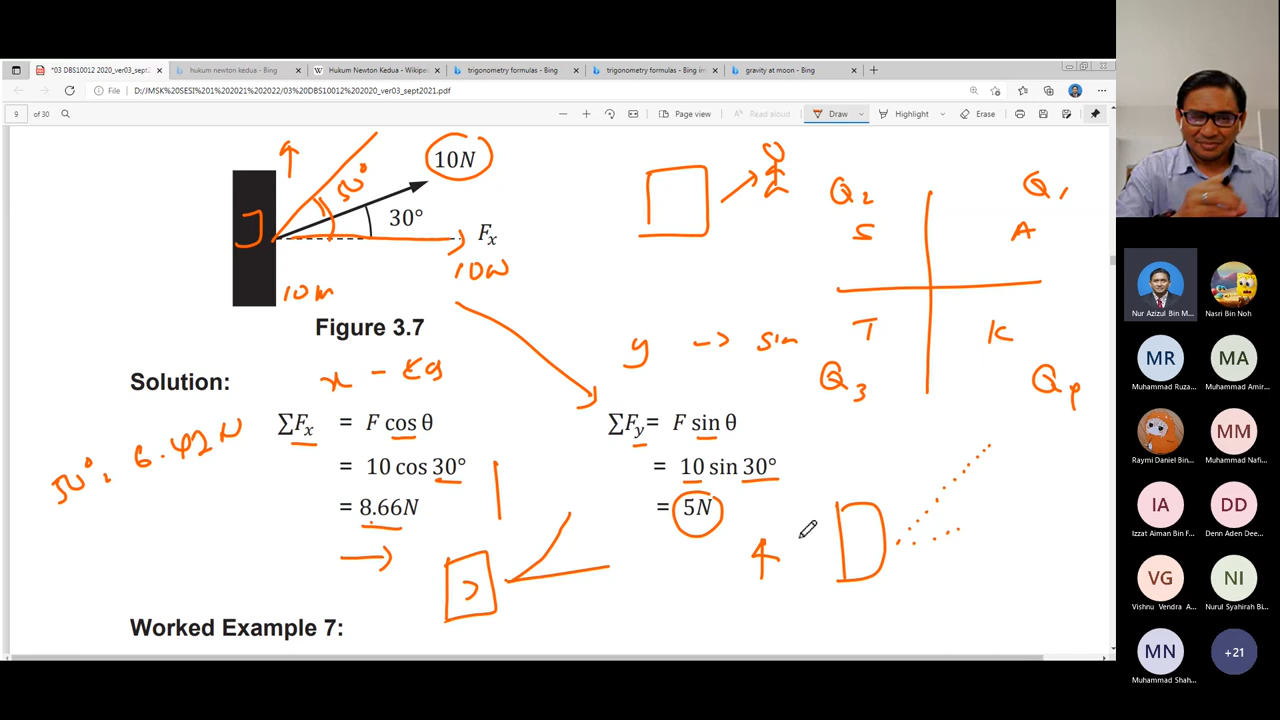 *03 DBS10012 2020_ver03_sept2
hukum newton kedua - Bing
Hukum Newton Kedua - Wikipe
trigonometry formulas - Bing
trigonometry formulas - Bing im
gravity at moon - Bing
File
D:/JMSK%20SESI%201%202021%202022/03%20DBS10012%202020_ver03_sept2021.pdf
9 of 30
Page view
Read aloud
Draw
Highlight
Erase
50°
10N
30°
Fx
10N
10m
Figure 3.7
Q2
Q1
S
A
T
Q3
Q4
y -> sin
Solution:
ΣFx = F cos θ
= 10 cos 30°
= 8.66N
50°: 6.42N
ΣFy= F sin θ
= 10 sin 30°
= 5N
Worked Example 7:
Nur Azizul Bin M...
Nasri Bin Noh
MR
Muhammad Ruza...
MA
Muhammad Amir...
Raymi Daniel Bin...
MM
Muhammad Nafi...
IA
Izzat Aiman Bin F...
DD
Denn Aden Dee...
VG
Vishnu Vendra A...
NI
Nurul Syahirah Bi...
MN
Muhammad Shah...
+21